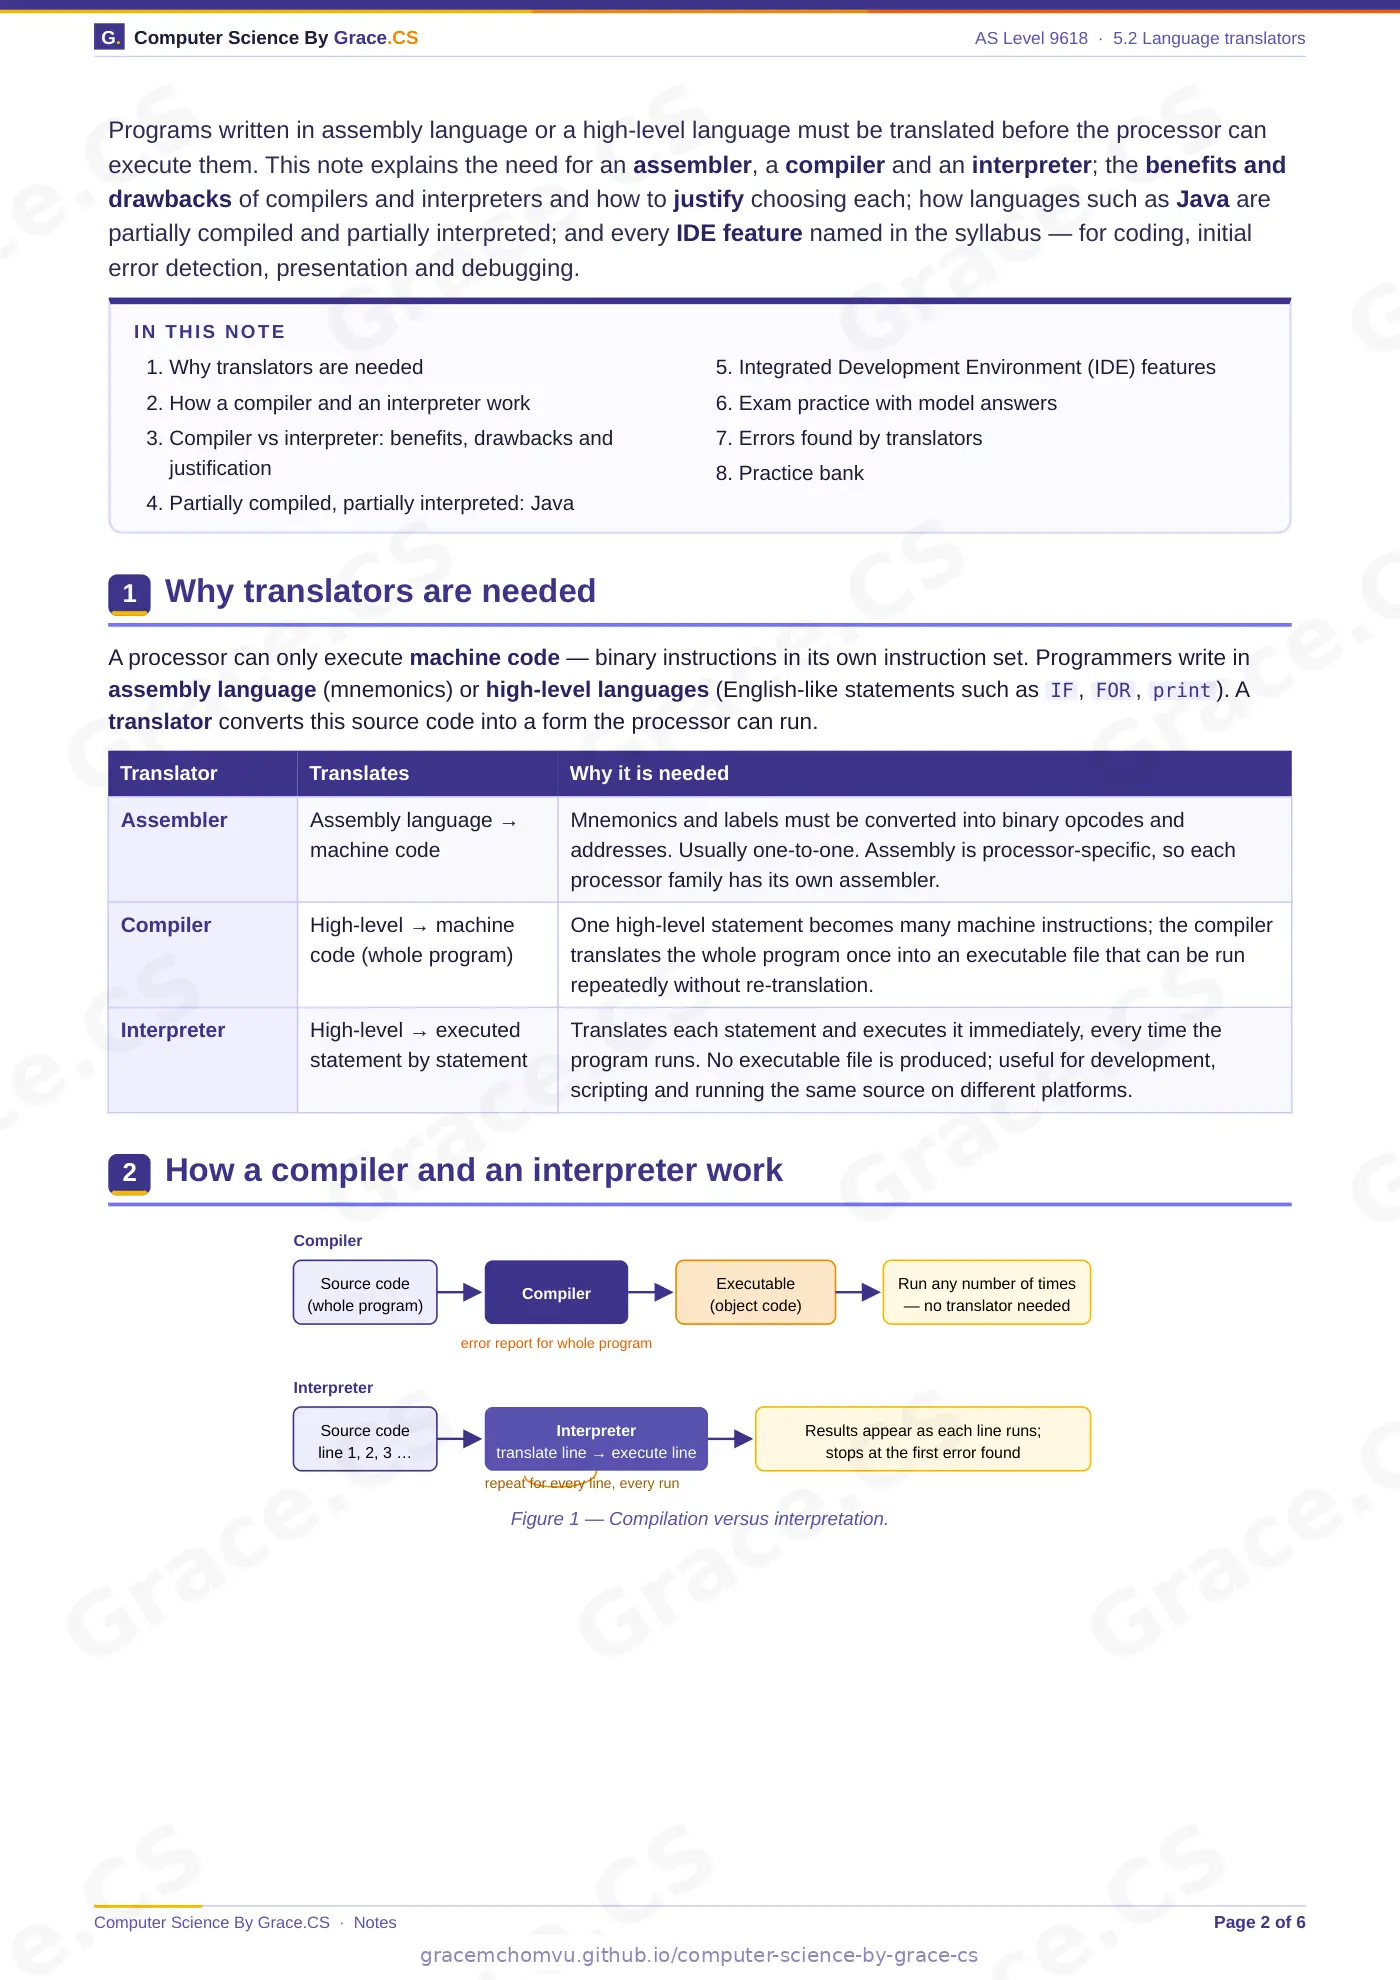 G. Computer Science By Grace.CS
AS Level 9618 · 5.2 Language translators
Programs written in assembly language or a high-level language must be translated before the processor can
execute them. This note explains the need for an assembler, a compiler and an interpreter; the benefits and
drawbacks of compilers and interpreters and how to justify choosing each; how languages such as Java are
partially compiled and partially interpreted; and every IDE feature named in the syllabus — for coding, initial
error detection, presentation and debugging.
IN THIS NOTE
1. Why translators are needed
2. How a compiler and an interpreter work
3. Compiler vs interpreter: benefits, drawbacks and
justification
4. Partially compiled, partially interpreted: Java
5. Integrated Development Environment (IDE) features
6. Exam practice with model answers
7. Errors found by translators
8. Practice bank
1 Why translators are needed
A processor can only execute machine code — binary instructions in its own instruction set. Programmers write in
assembly language (mnemonics) or high-level languages (English-like statements such as IF, FOR, print). A
translator converts this source code into a form the processor can run.
Translator Translates Why it is needed
Assembler
Assembly language →
machine code
Mnemonics and labels must be converted into binary opcodes and
addresses. Usually one-to-one. Assembly is processor-specific, so each
processor family has its own assembler.
Compiler
High-level → machine
code (whole program)
One high-level statement becomes many machine instructions; the compiler
translates the whole program once into an executable file that can be run
repeatedly without re-translation.
Interpreter
High-level → executed
statement by statement
Translates each statement and executes it immediately, every time the
program runs. No executable file is produced; useful for development,
scripting and running the same source on different platforms.
2 How a compiler and an interpreter work
Compiler
Source code
(whole program)
Compiler
Executable
(object code)
Run any number of times
— no translator needed
error report for whole program
Interpreter
Source code
line 1, 2, 3 …
Interpreter
translate line → execute line
Results appear as each line runs;
stops at the first error found
repeat for every line, every run
Figure 1 — Compilation versus interpretation.
Computer Science By Grace.CS · Notes
Page 2 of 6
gracemchomvu.github.io/computer-science-by-grace-cs